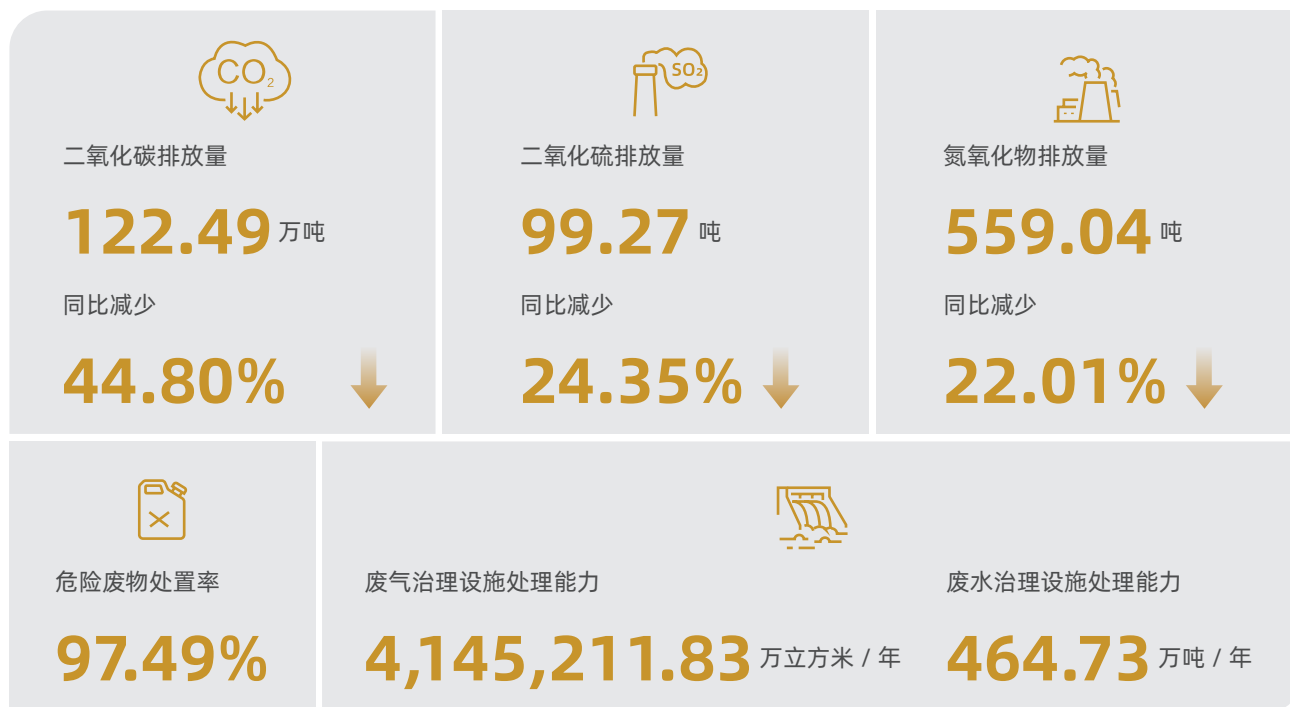 CO2
二氧化碳排放量
122.49 万吨
同比减少
44.80%
SO2
二氧化硫排放量
99.27 吨
同比减少
24.35%
氮氧化物排放量
559.04 吨
同比减少
22.01%
危险废物处置率
97.49%
废气治理设施处理能力
4,145,211.83 万立方米 / 年
废水治理设施处理能力
464.73 万吨 / 年